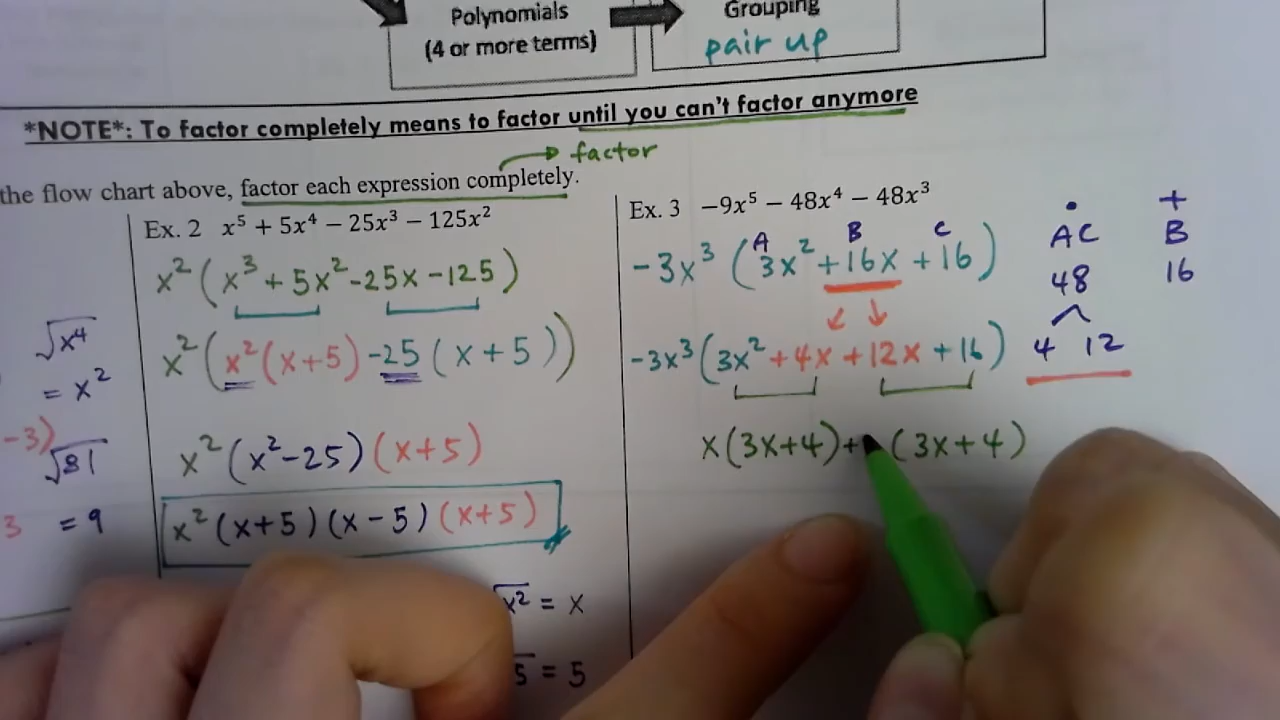 Polynomials
(4 or more terms)
Grouping
pair up
*NOTE*: To factor completely means to factor until you can't factor anymore
→ factor
the flow chart above, factor each expression completely.
Ex. 2 x⁵ + 5x⁴ − 25x³ − 125x²
x² (x³ + 5x² -25x -125)
x² (x² (x+5) -25 (x+5))
x² (x²-25) (x+5)
x² (x+5) (x-5) (x+5)
√x⁴
= x²
-3)
√81
3
= 9
√x² = x
5 = 5
Ex. 3 −9x⁵ − 48x⁴ − 48x³
A B C
-3x³ (3x² +16x +16)
-3x³ (3x² +4x +12x +16)
x(3x+4)+ (3x+4)
• +
AC B
48 16
4 12